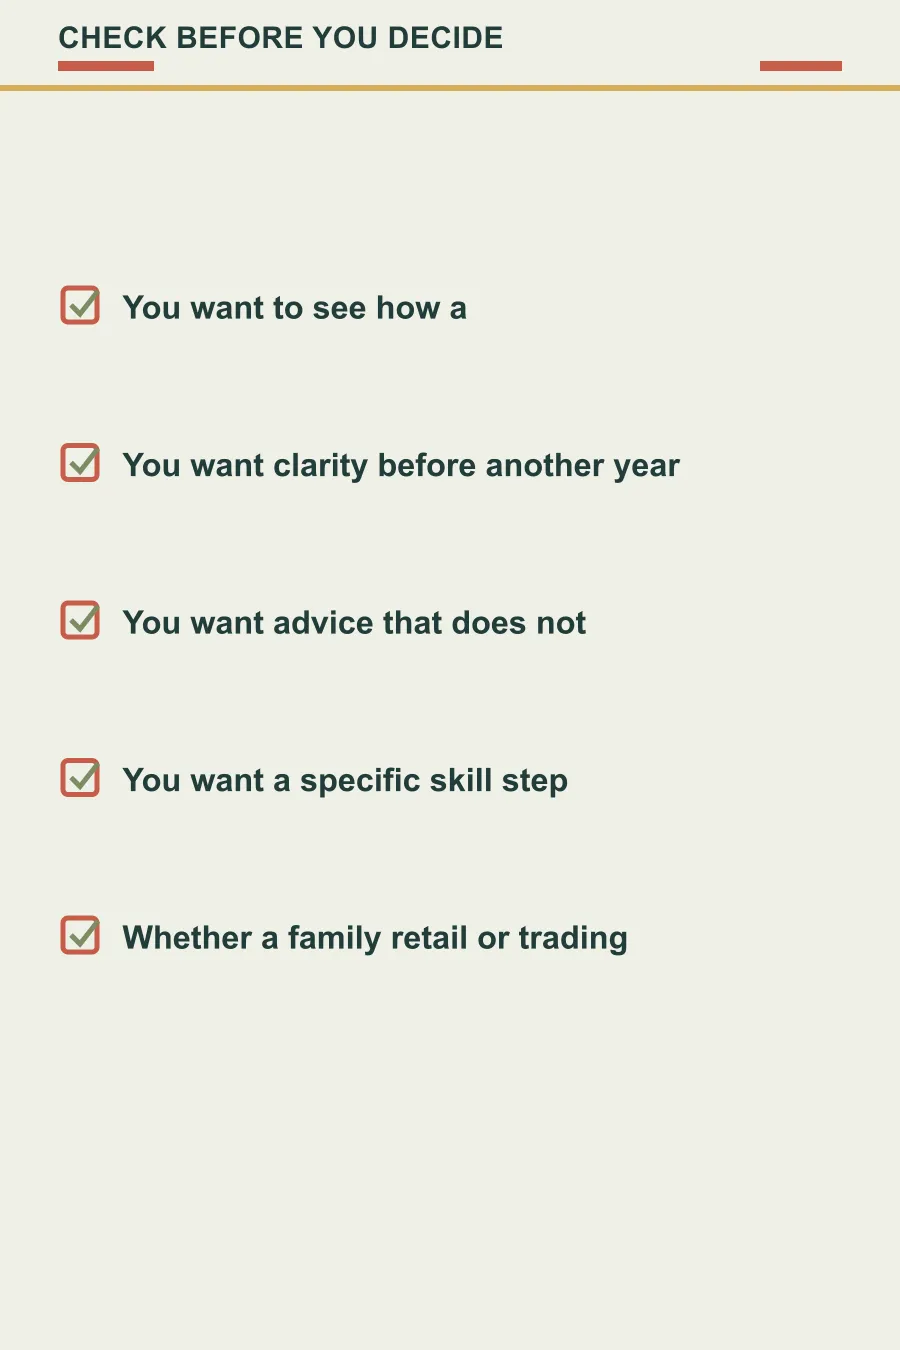 CHECK BEFORE YOU DECIDE
You want to see how a
You want clarity before another year
You want advice that does not
You want a specific skill step
Whether a family retail or trading